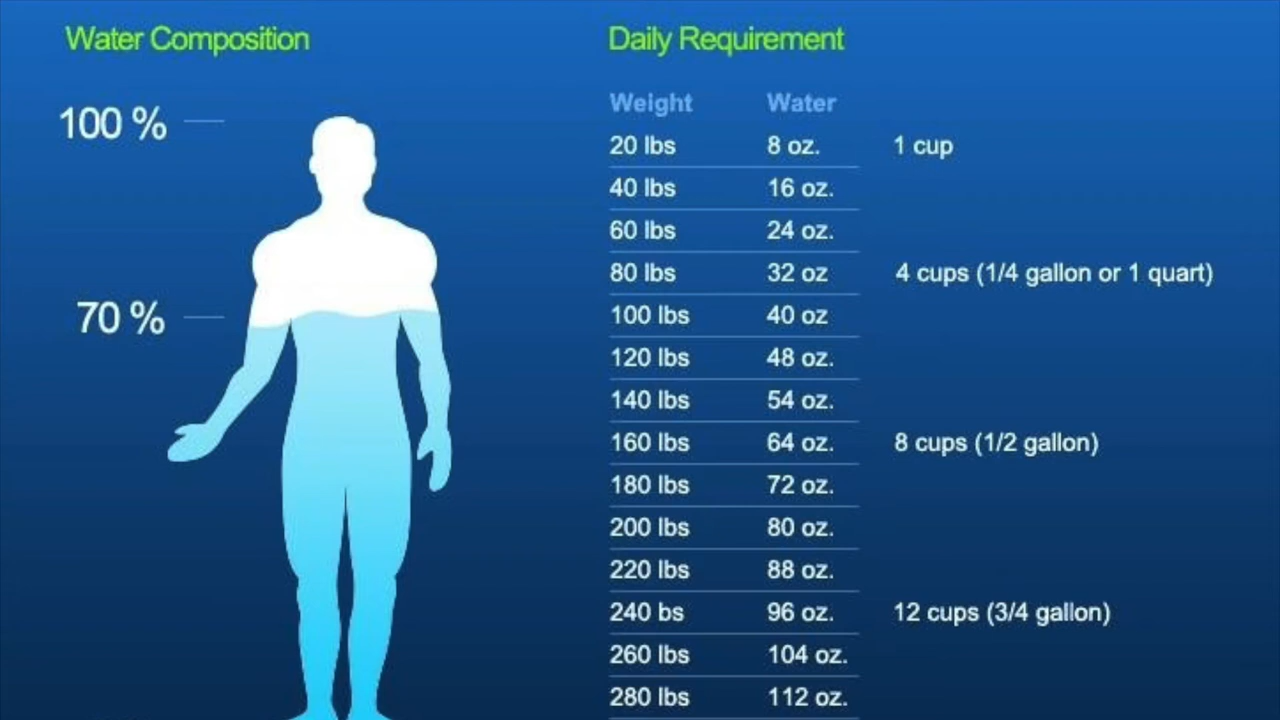 Water Composition
100 %
70 %
Daily Requirement
Weight Water
20 lbs 8 oz. 1 cup
40 lbs 16 oz.
60 lbs 24 oz.
80 lbs 32 oz 4 cups (1/4 gallon or 1 quart)
100 lbs 40 oz
120 lbs 48 oz.
140 lbs 54 oz.
160 lbs 64 oz. 8 cups (1/2 gallon)
180 lbs 72 oz.
200 lbs 80 oz.
220 lbs 88 oz.
240 bs 96 oz. 12 cups (3/4 gallon)
260 lbs 104 oz.
280 lbs 112 oz.